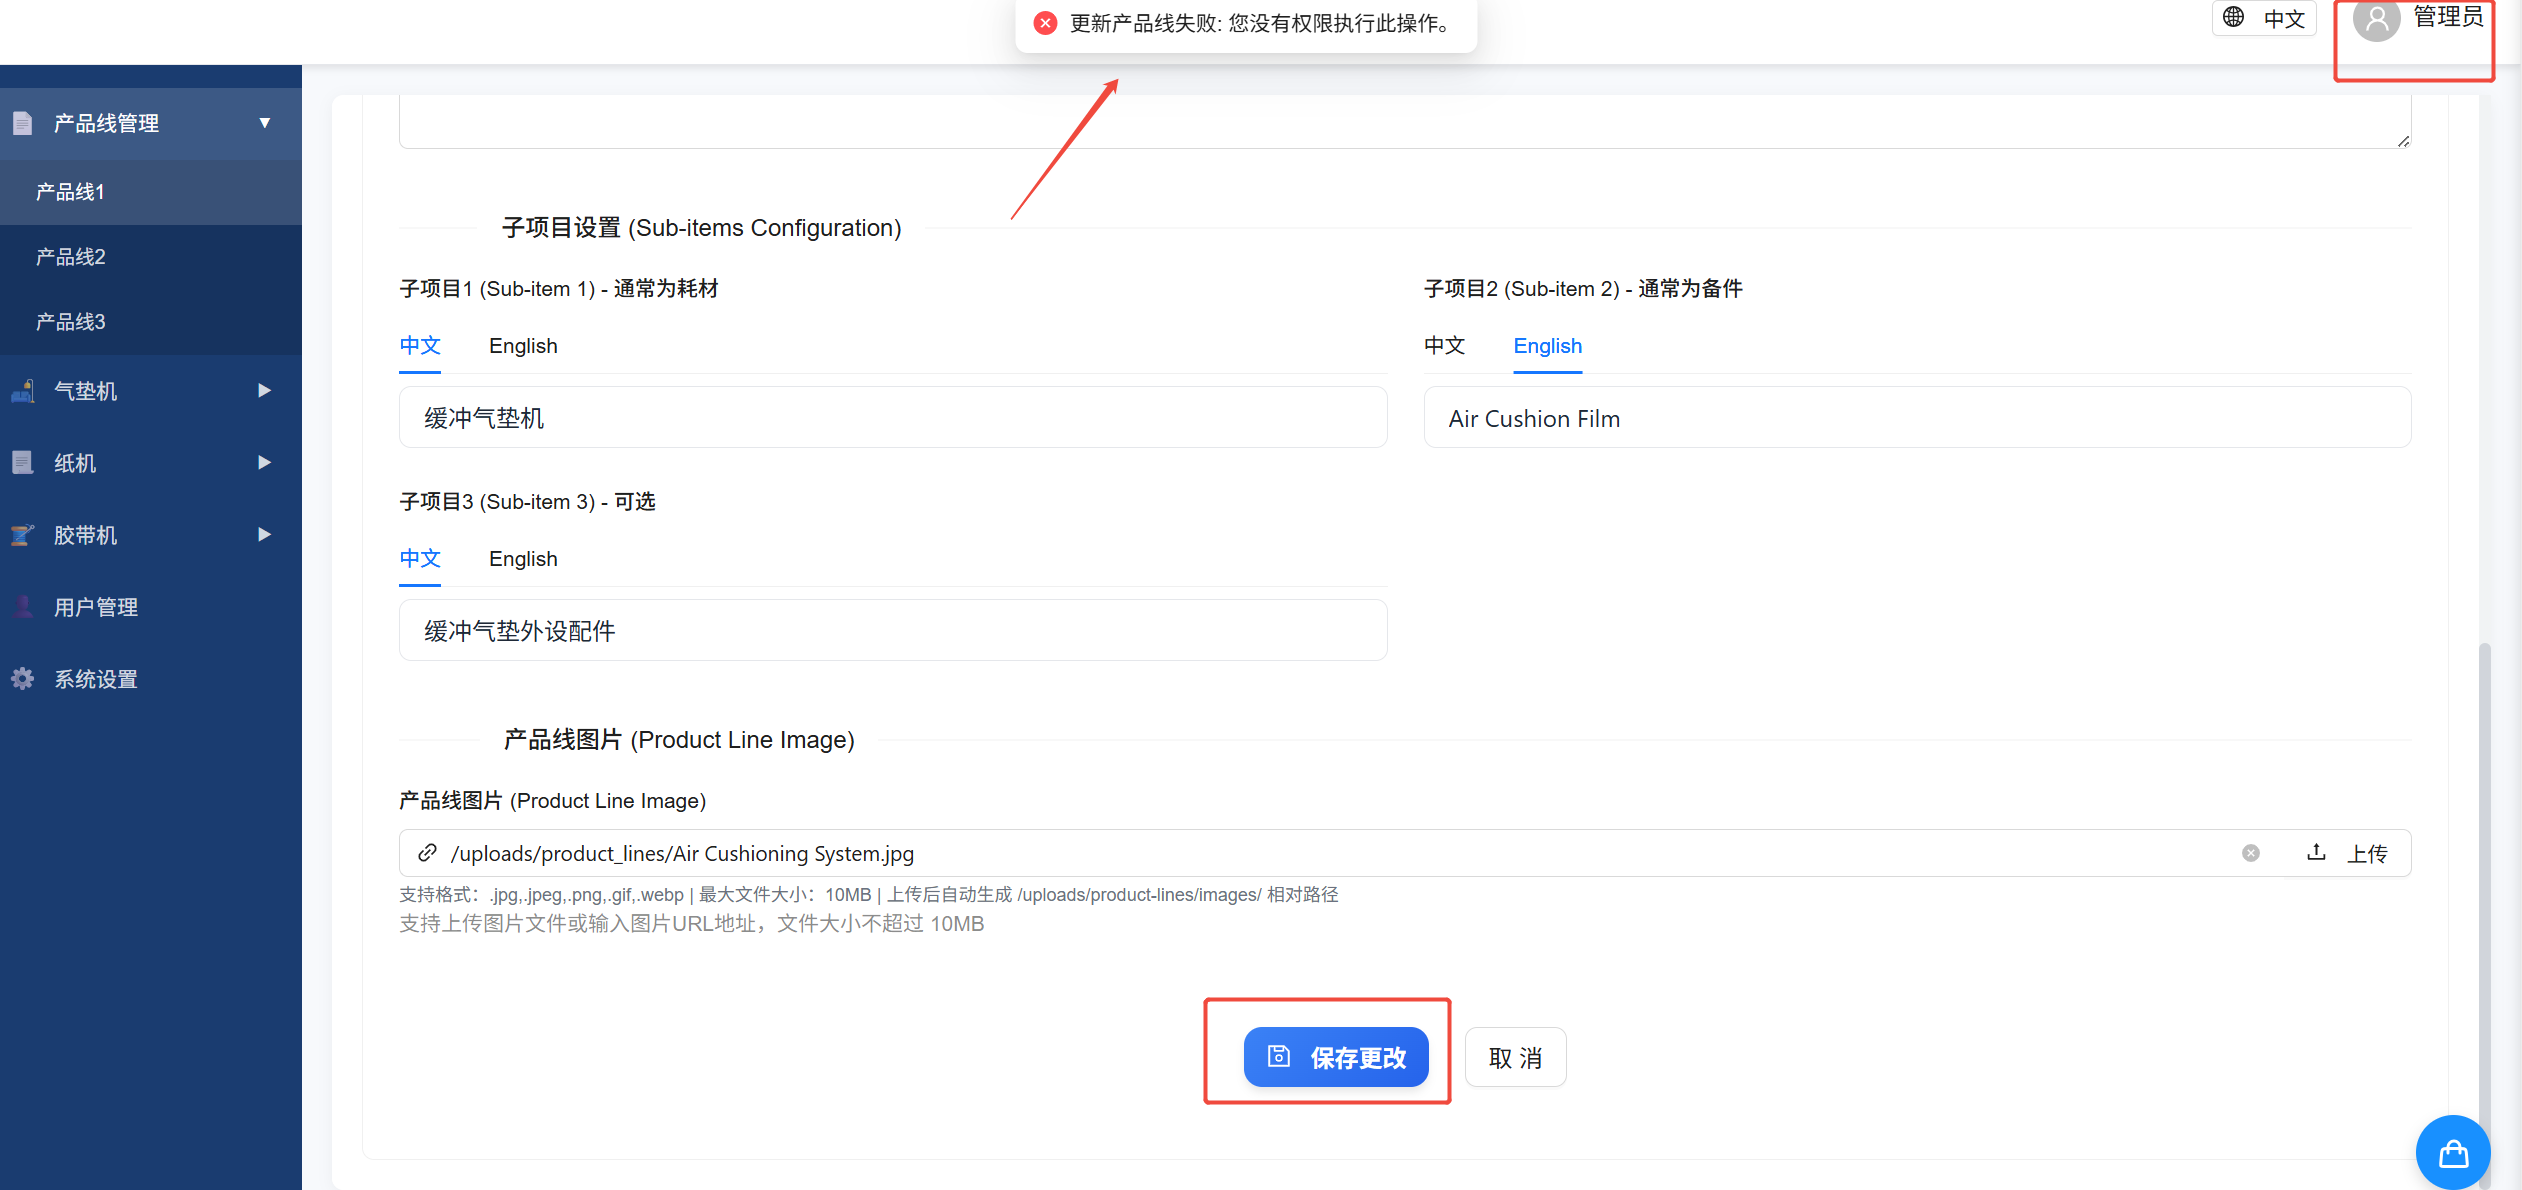 更新产品线失败: 您没有权限执行此操作。
中文
管理员
产品线管理
产品线1
产品线2
产品线3
气垫机
纸机
胶带机
用户管理
系统设置
子项目设置 (Sub-items Configuration)
子项目1 (Sub-item 1) - 通常为耗材
子项目2 (Sub-item 2) - 通常为备件
中文 English
中文 English
缓冲气垫机
Air Cushion Film
子项目3 (Sub-item 3) - 可选
中文 English
缓冲气垫外设配件
产品线图片 (Product Line Image)
产品线图片 (Product Line Image)
/uploads/product_lines/Air Cushioning System.jpg
上传
支持格式：.jpg,.jpeg,.png,.gif,.webp | 最大文件大小：10MB | 上传后自动生成 /uploads/product-lines/images/ 相对路径
支持上传图片文件或输入图片URL地址，文件大小不超过 10MB
保存更改
取 消